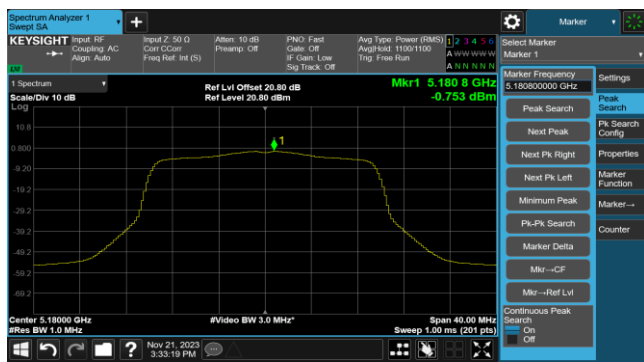 Spectrum Analyzer 1
Swept SA
Marker
KEYSIGHT
Input: RF
Coupling: AC
Align: Auto
Input Z: 50 Ω
Corr CCorr
Freq Ref: Int (S)
Atten: 10 dB
Preamp: Off
PNO: Fast
Gate: Off
IF Gain: Low
Sig Track: Off
Avg Type: Power (RMS)
Avg|Hold: 1100/1100
Trig: Free Run
1 2 3 4 5 6
A W W W W W
A N N N N N
Select Marker
Marker 1
1 Spectrum
Scale/Div 10 dB
Log
Ref Lvl Offset 20.80 dB
Ref Level 20.80 dBm
Mkr1 5.180 8 GHz
-0.753 dBm
10.8
0.800
-9.20
-19.2
-29.2
-39.2
-49.2
-59.2
-69.2
1
Center 5.18000 GHz
#Res BW 1.0 MHz
#Video BW 3.0 MHz*
Span 40.00 MHz
Sweep 1.00 ms (201 pts)
Marker Frequency
5.180800000 GHz
Peak Search
Next Peak
Next Pk Right
Next Pk Left
Minimum Peak
Pk-Pk Search
Marker Delta
Mkr→CF
Mkr→Ref Lvl
Continuous Peak
Search
On
Off
Settings
Peak
Search
Pk Search
Config
Properties
Marker
Function
Marker→
Counter
?
Nov 21, 2023
3:33:19 PM